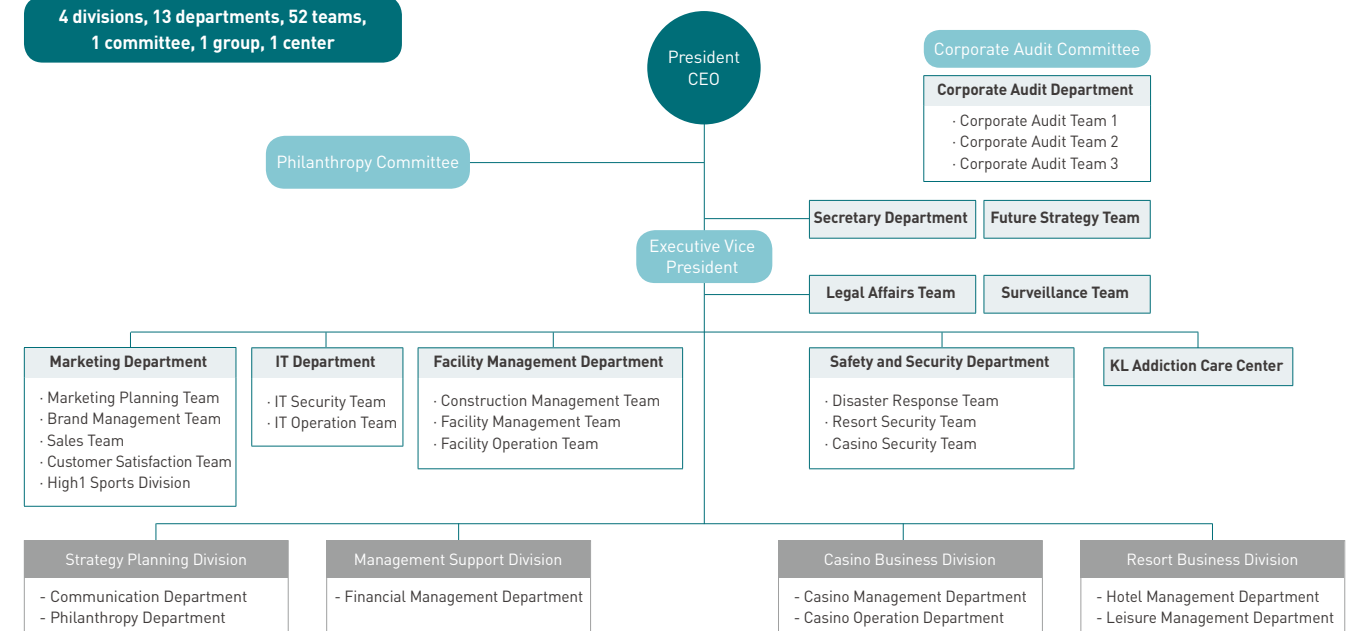 4 divisions, 13 departments, 52 teams,
1 committee, 1 group, 1 center
President
CEO
Corporate Audit Committee
Corporate Audit Department
· Corporate Audit Team 1
· Corporate Audit Team 2
· Corporate Audit Team 3
Philanthropy Committee
Secretary Department
Future Strategy Team
Executive Vice
President
Legal Affairs Team
Surveillance Team
Marketing Department
· Marketing Planning Team
· Brand Management Team
· Sales Team
· Customer Satisfaction Team
· High1 Sports Division
IT Department
· IT Security Team
· IT Operation Team
Facility Management Department
· Construction Management Team
· Facility Management Team
· Facility Operation Team
Safety and Security Department
· Disaster Response Team
· Resort Security Team
· Casino Security Team
KL Addiction Care Center
Strategy Planning Division
- Communication Department
- Philanthropy Department
Management Support Division
- Financial Management Department
Casino Business Division
- Casino Management Department
- Casino Operation Department
Resort Business Division
- Hotel Management Department
- Leisure Management Department